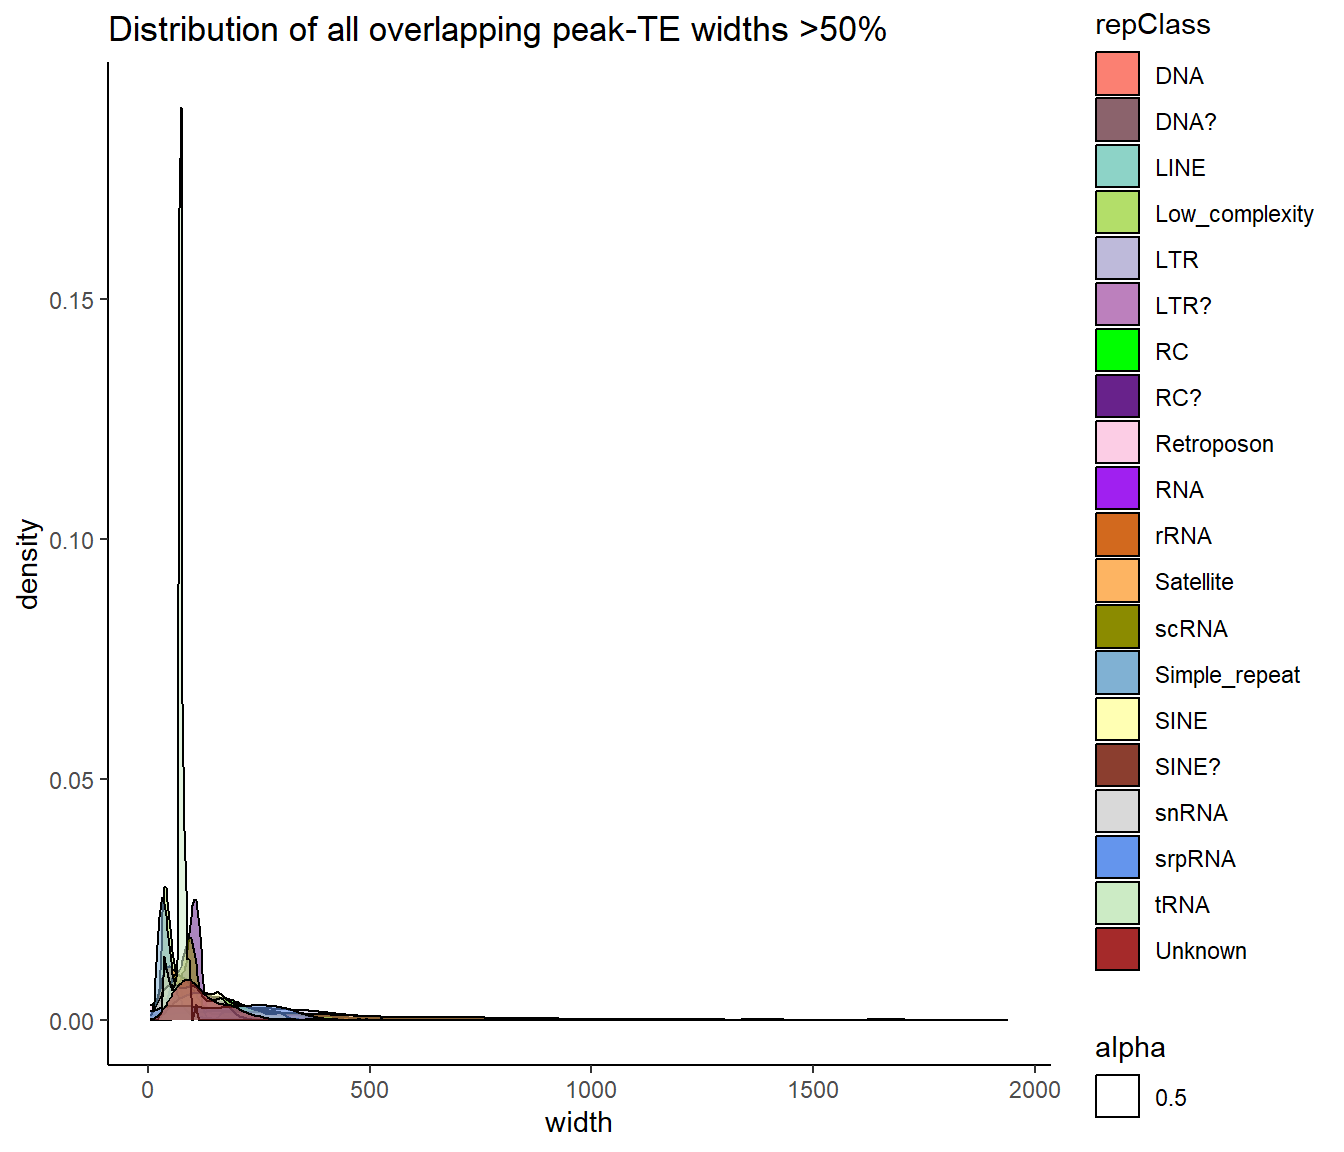 Distribution of all overlapping peak-TE widths >50%
density
0.15
0.10
0.05
0.00
0
500
1000
1500
2000
width
repClass
DNA
DNA?
LINE
Low_complexity
LTR
LTR?
RC
RC?
Retroposon
RNA
rRNA
Satellite
scRNA
Simple_repeat
SINE
SINE?
snRNA
srpRNA
tRNA
Unknown
alpha
0.5